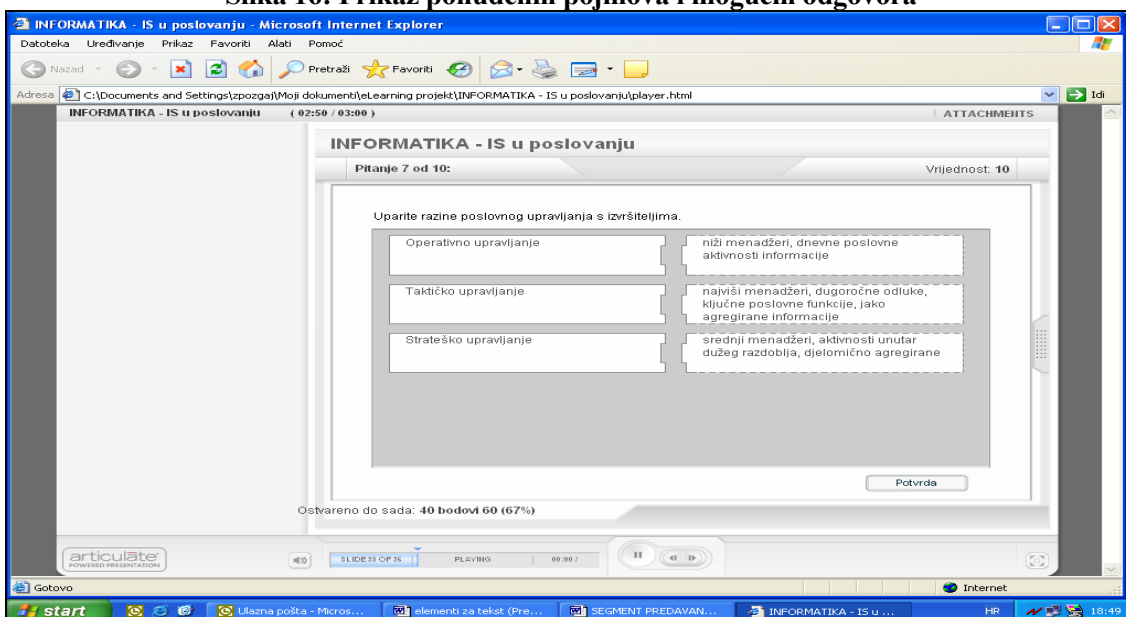 Slika 16: Prikaz ponuđenih pojmova i mogućih odgovora
INFORMATIKA - IS u poslovanju - Microsoft Internet Explorer
Datoteka Uređivanje Prikaz Favoriti Alati Pomoć
Nazad Pretraži Favoriti
Adresa C:\Documents and Settings\zpozgaj\Moji dokumenti\eLearning projekt\INFORMATIKA - IS u poslovanju\player.html Idi
INFORMATIKA - IS u poslovanju ( 02:50 / 03:00 ) ATTACHMENTS
INFORMATIKA - IS u poslovanju
Pitanje 7 od 10: Vrijednost: 10
Uparite razine poslovnog upravljanja s izvršiteljima.
Operativno upravljanje
niži menadžeri, dnevne poslovne
aktivnosti informacije
Taktičko upravljanje
najviši menadžeri, dugoročne odluke,
ključne poslovne funkcije, jako
agregirane informacije
Strateško upravljanje
srednji menadžeri, aktivnosti unutar
dužeg razdoblja, djelomično agregirane
Potvrda
Ostvareno do sada: 40 bodovi 60 (67%)
articulate
POWERED PRESENTATION
SLIDE 35 OF 36 PLAYING 00:00 /
Gotovo Internet
start Ulazna pošta - Micros... elementi za tekst (Pre... SEGMENT PREDAVAN... INFORMATIKA - IS u ... HR 18:49